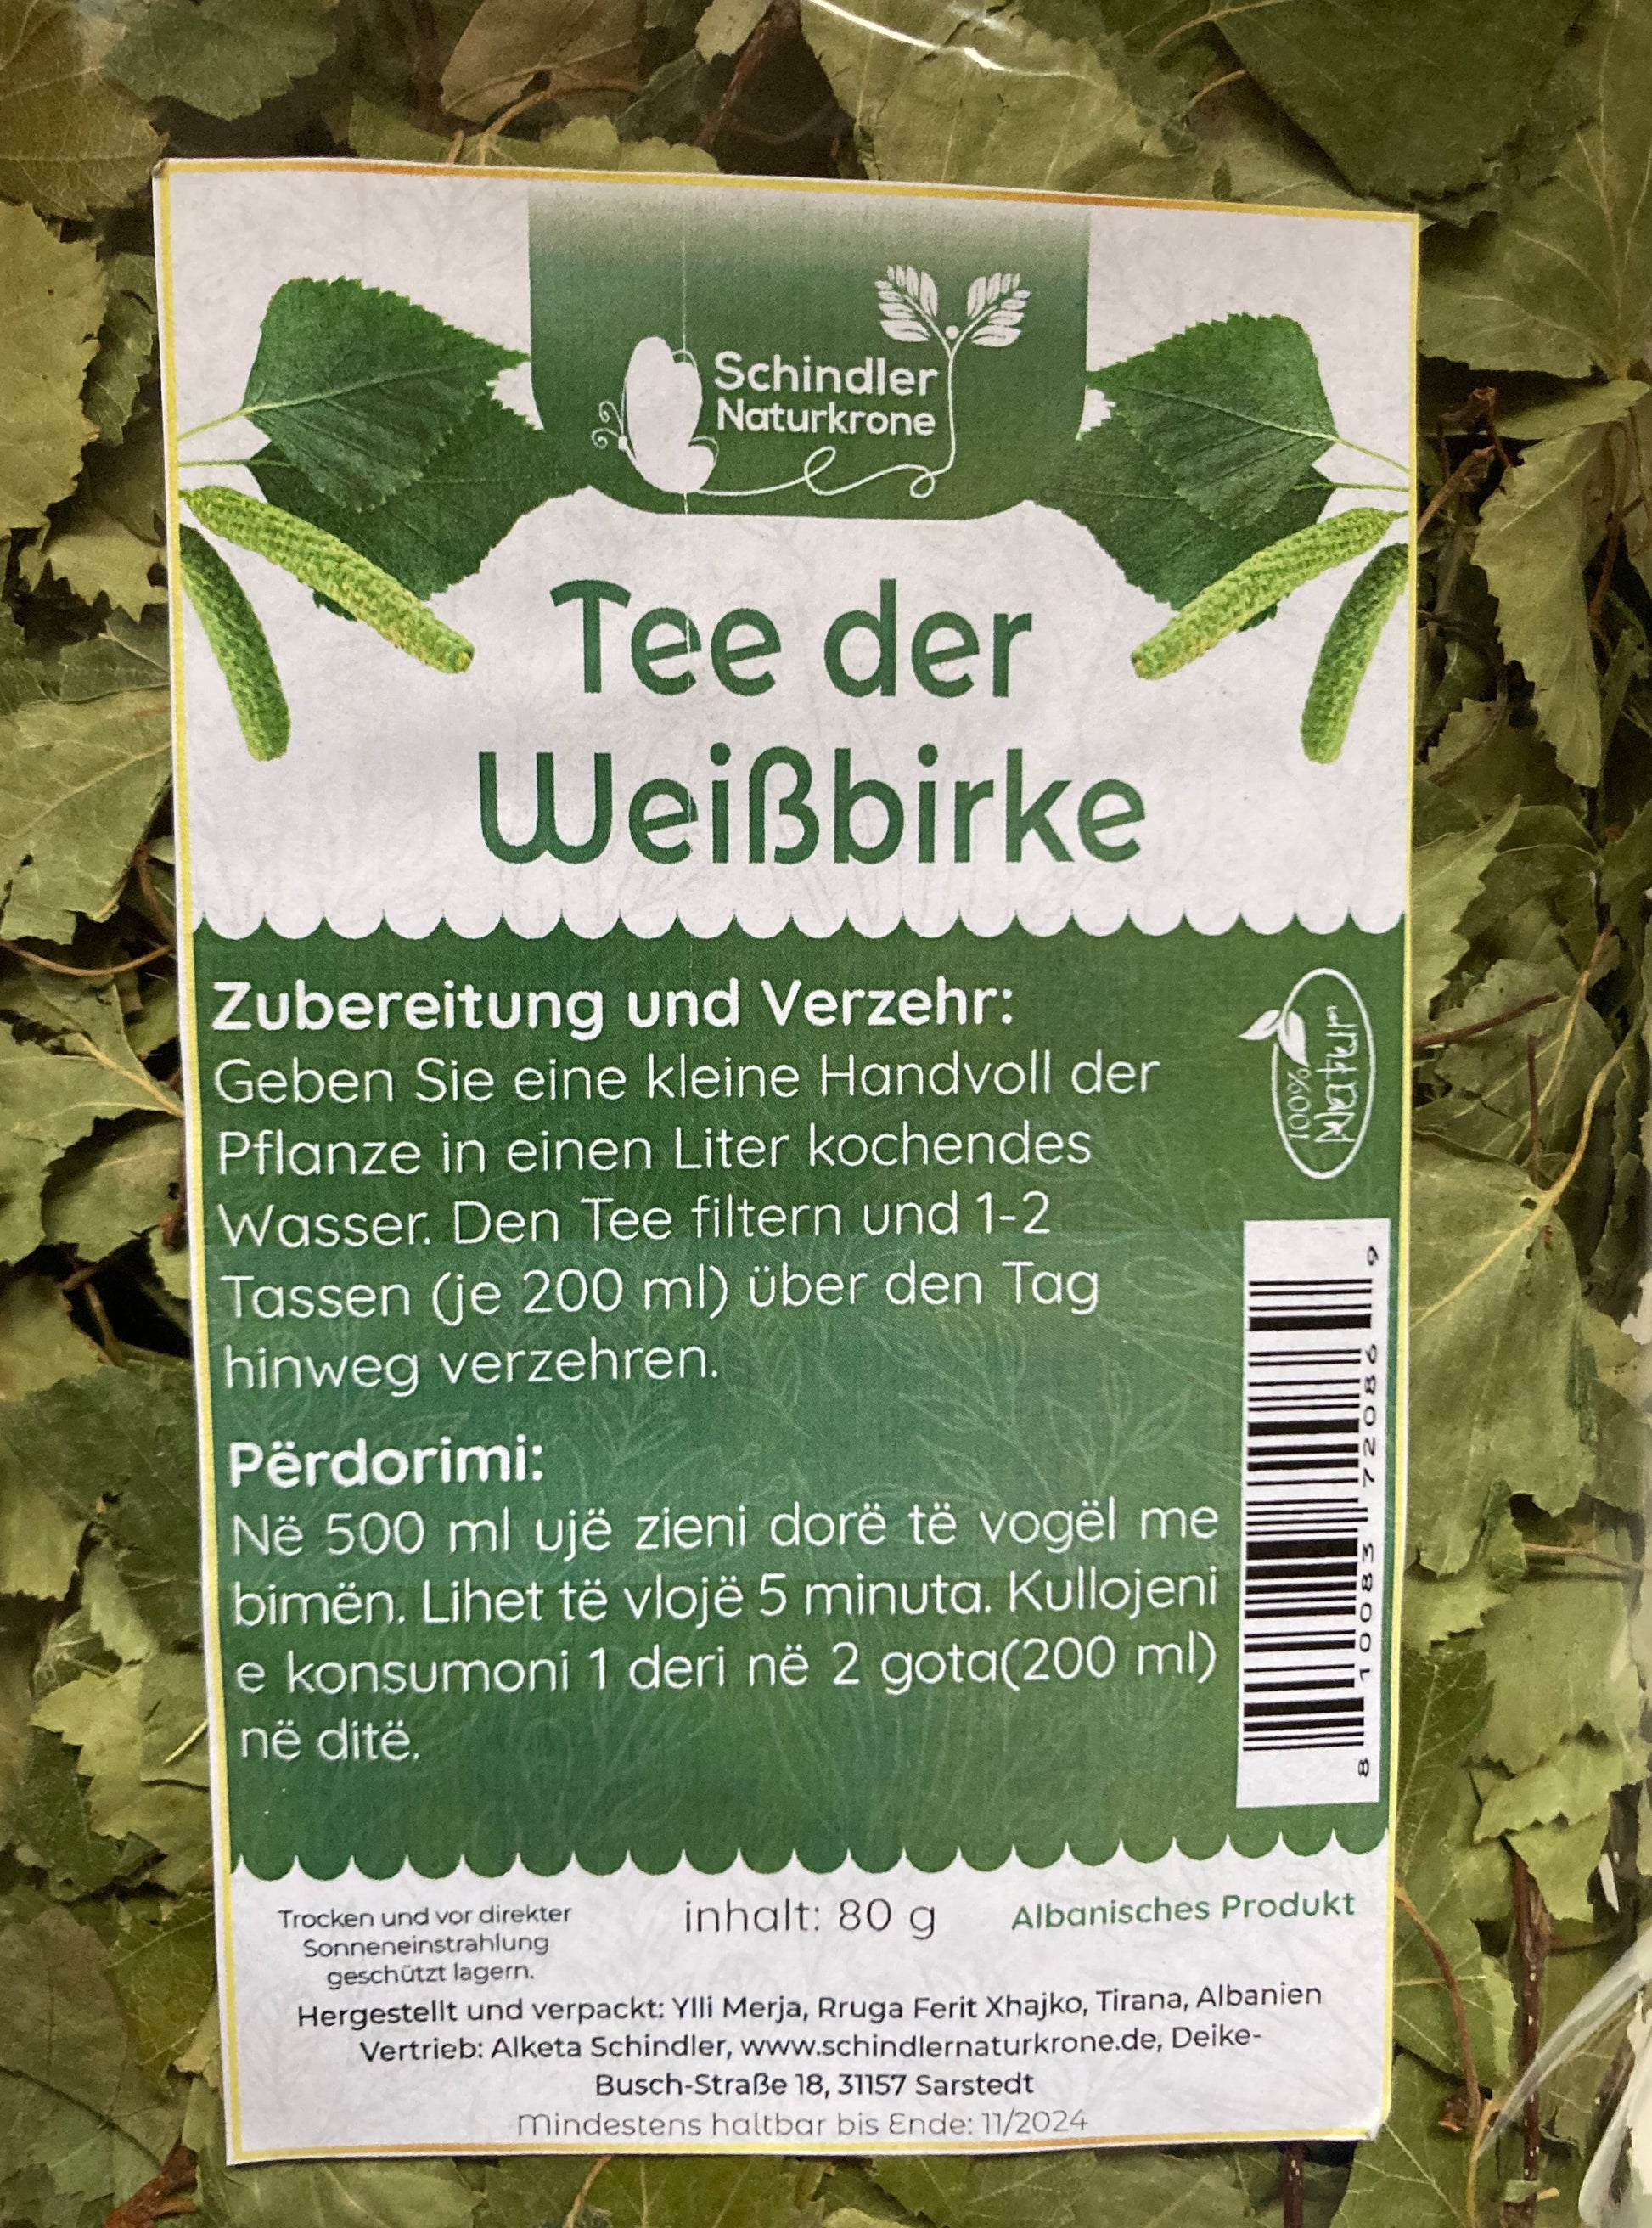 Schindler
Naturkrone
Tee der
Weißbirke
Zubereitung und Verzehr:
Geben Sie eine kleine Handvoll der
Pflanze in einen Liter kochendes
Wasser. Den Tee filtern und 1-2
Tassen (je 200 ml) über den Tag
hinweg verzehren.
100%
Natur
Përdorimi:
Në 500 ml ujë zieni dorë të vogël me
bimën. Lihet të vlojë 5 minuta. Kullojeni
e konsumoni 1 deri në 2 gota(200 ml)
në ditë.
8 10083 72086 9
Trocken und vor direkter
Sonneneinstrahlung
geschützt lagern.
inhalt: 80 g
Albanisches Produkt
Hergestellt und verpackt: Ylli Merja, Rruga Ferit Xhajko, Tirana, Albanien
Vertrieb: Alketa Schindler, www.schindlernaturkrone.de, Deike-
Busch-Straße 18, 31157 Sarstedt
Mindestens haltbar bis Ende: 11/2024